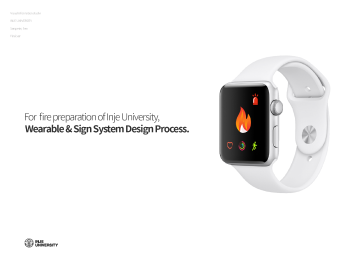 For fire preparation of Inje University,
Wearable & Sign System Design Process.
INJE
UNIVERSITY